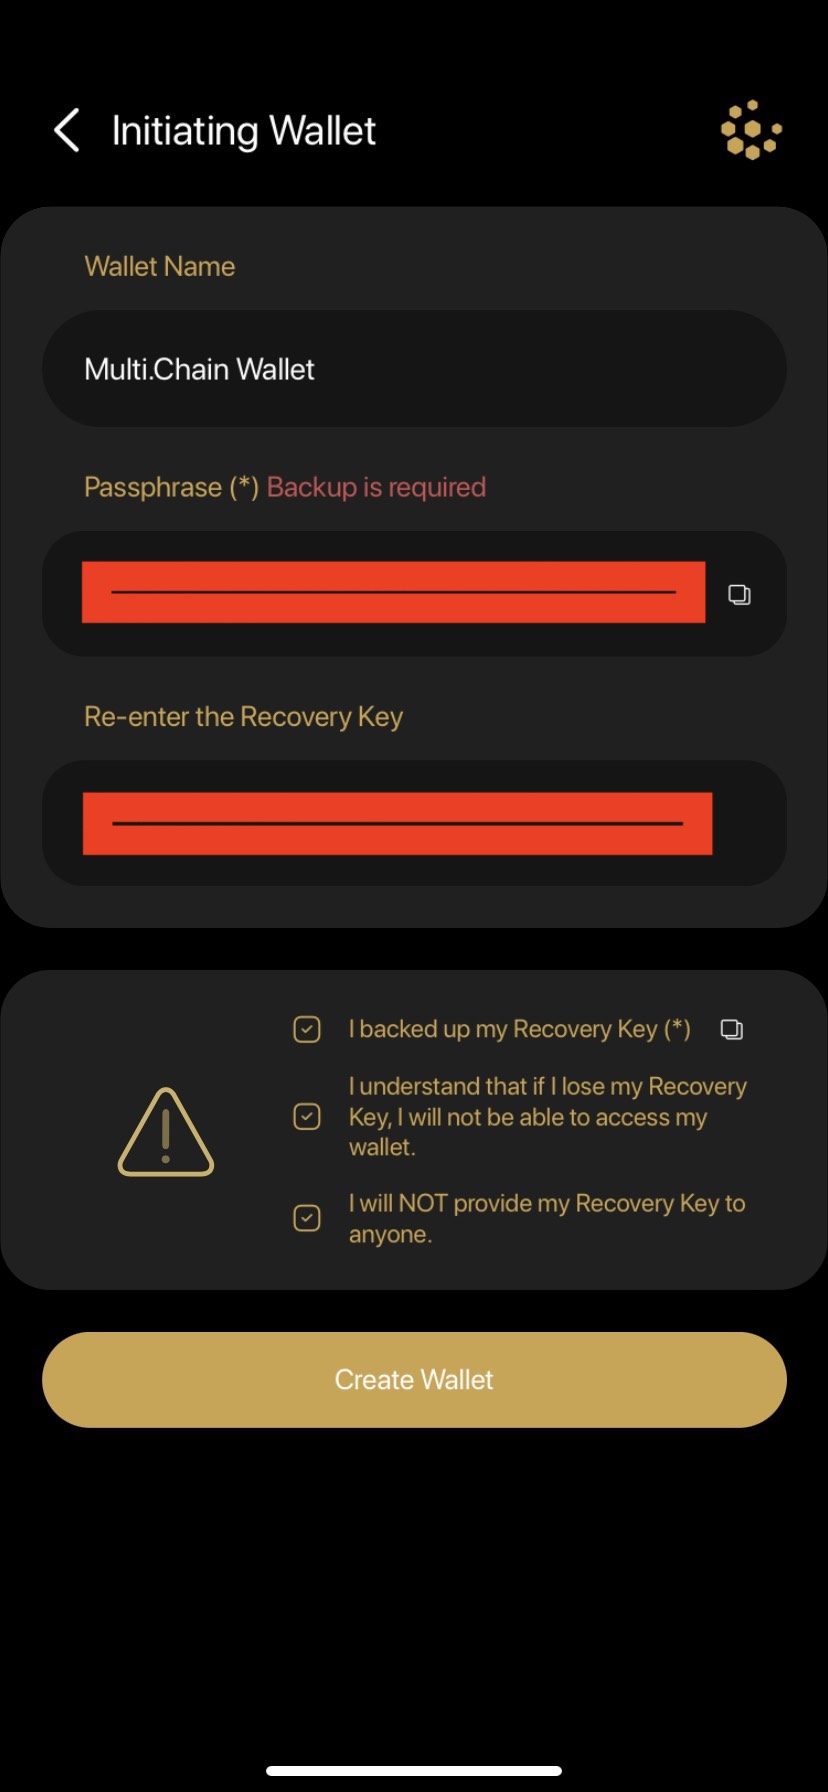 Initiating Wallet
Wallet Name
Multi.Chain Wallet
Passphrase (*) Backup is required
Re-enter the Recovery Key
I backed up my Recovery Key (*)
I understand that if I lose my Recovery
Key, I will not be able to access my
wallet.
I will NOT provide my Recovery Key to
anyone.
Create Wallet